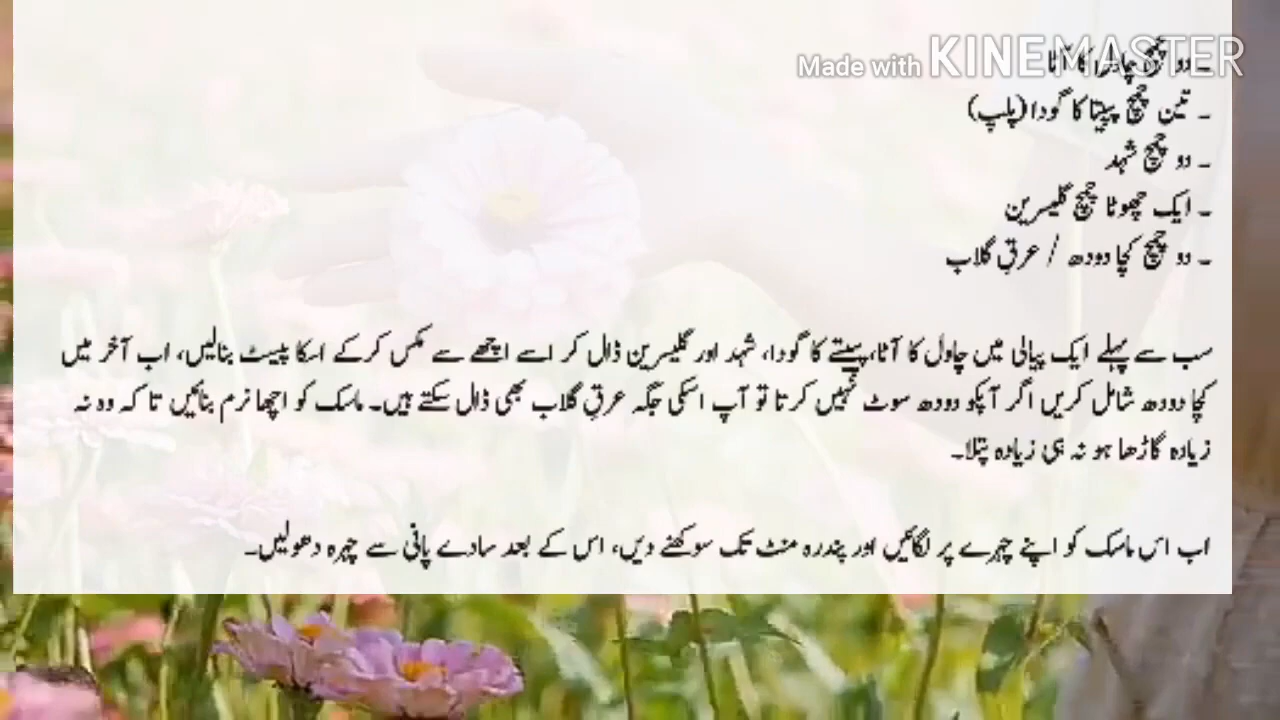 Made with KINEMASTER
۔ دو چمچ چاول کا آٹا
۔ تین چمچ پپیتا کا گودا (پلپ)
۔ دو چمچ شہد
۔ ایک چھوٹا چمچ گلیسرین
۔ دو چمچ کچا دودھ / عرقِ گلاب
سب سے پہلے ایک پیالی میں چاول کا آٹا، پپیتے کا گودا، شہد اور گلیسرین ڈال کر اسے اچھے سے مکس کرکے اسکا پیسٹ بنالیں، اب آخر میں
کچا دودھ شامل کریں اگر آپکو دودھ سوٹ نہیں کرتا تو آپ اسکی جگہ عرقِ گلاب بھی ڈال سکتے ہیں۔ ماسک کو اچھا نرم بنائیں تاکہ وہ نہ
زیادہ گاڑھا ہو نہ ہی زیادہ پتلا۔
اب اس ماسک کو اپنے چہرے پر لگائیں اور پندرہ منٹ تک سوکھنے دیں، اس کے بعد سادے پانی سے چہرہ دھولیں۔